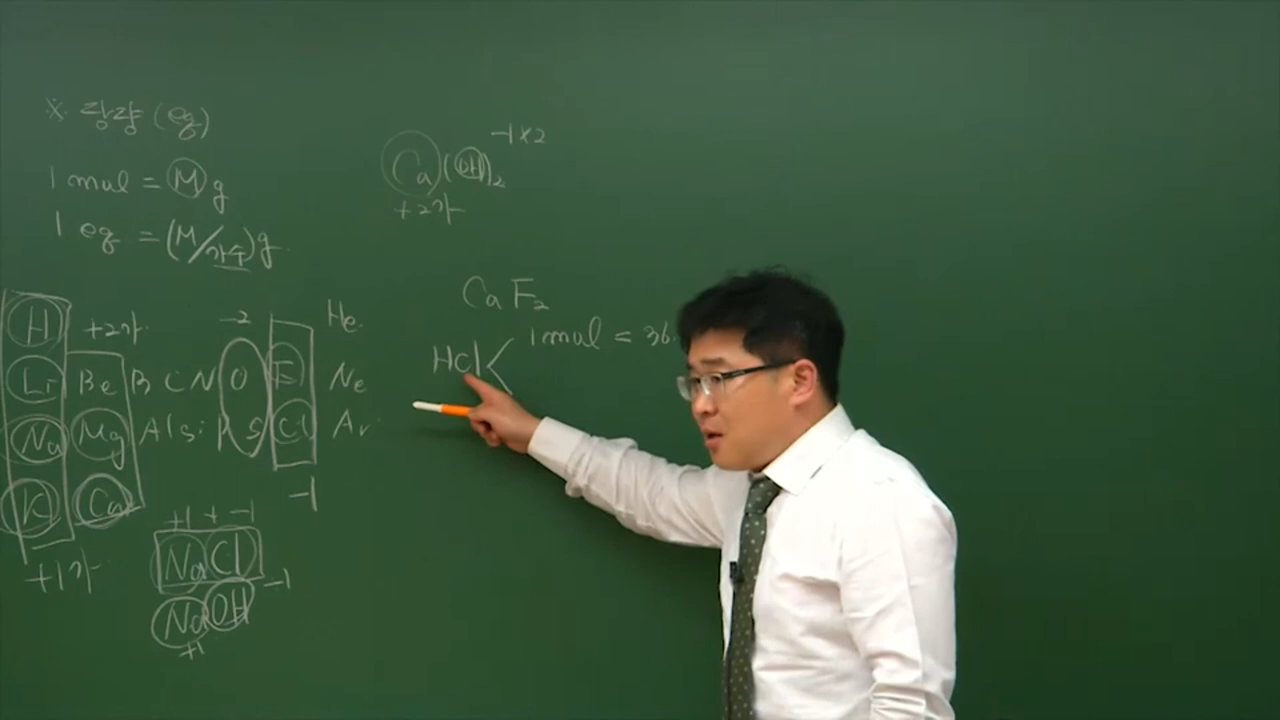 ※ 당량 (eq)
1 mol = M g
1 eq = (M/가수) g
Ca(OH)₂ -1×2
+2가
CaF₂
HCl < 1 mol = 36.
H +2가 -2 He
Li Be B C N O F Ne
Na Mg Al Si P S Cl Ar
K Ca -1
+1가
+1 + -1
NaCl
NaOH -1
+1